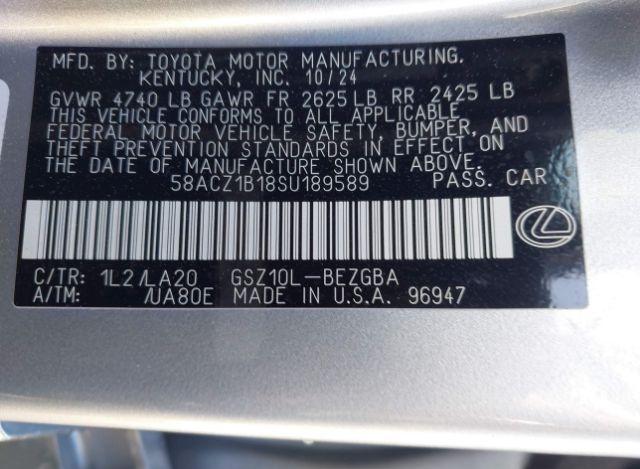 MFD. BY: TOYOTA MOTOR MANUFACTURING.
KENTUCKY, INC. 10/24
GVWR 4740 LB GAWR FR 2625 LB RR 2425 LB
THIS VEHICLE CONFORMS TO ALL APPLICABLE
FEDERAL MOTOR VEHICLE SAFETY, BUMPER, AND
THEFT PREVENTION STANDARDS IN EFFECT ON
THE DATE OF MANUFACTURE SHOWN ABOVE.
58ACZ1B18SU189589 PASS. CAR
C/TR: 1L2/LA20 GSZ10L-BEZGBA
A/TM: /UA80E MADE IN U.S.A. 96947